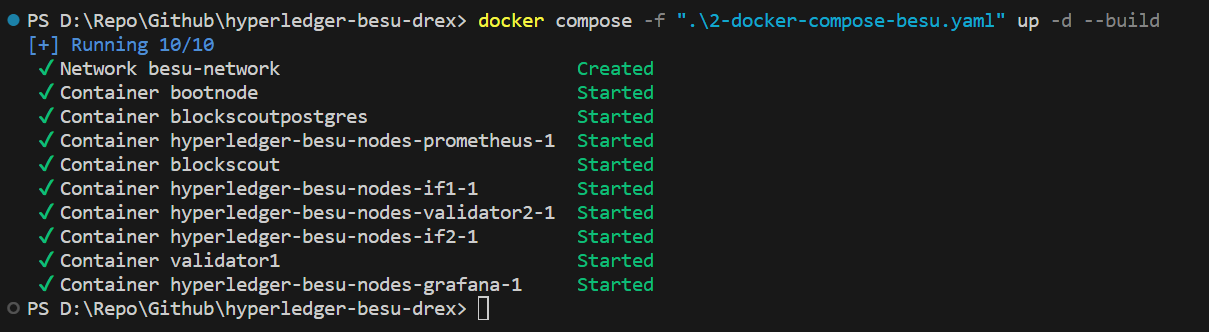 PS D:\Repo\Github\hyperledger-besu-drex> docker compose -f ".\2-docker-compose-besu.yaml" up -d --build
[+] Running 10/10
✓ Network besu-network Created
✓ Container bootnode Started
✓ Container blockscoutpostgres Started
✓ Container hyperledger-besu-nodes-prometheus-1 Started
✓ Container blockscout Started
✓ Container hyperledger-besu-nodes-if1-1 Started
✓ Container hyperledger-besu-nodes-validator2-1 Started
✓ Container hyperledger-besu-nodes-if2-1 Started
✓ Container validator1 Started
✓ Container hyperledger-besu-nodes-grafana-1 Started
PS D:\Repo\Github\hyperledger-besu-drex>